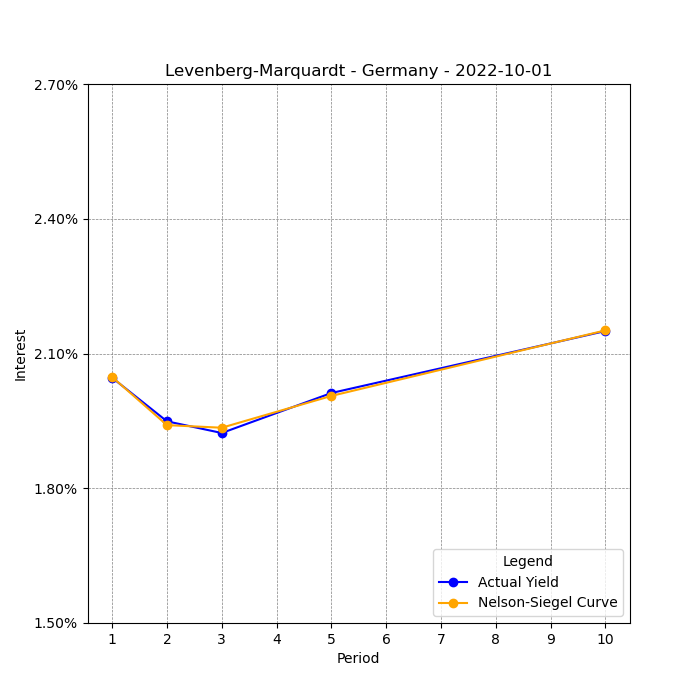 Levenberg-Marquardt - Germany - 2022-10-01
2.70%
2.40%
2.10%
1.80%
1.50%
Interest
1 2 3 4 5 6 7 8 9 10
Period
Legend
Actual Yield
Nelson-Siegel Curve